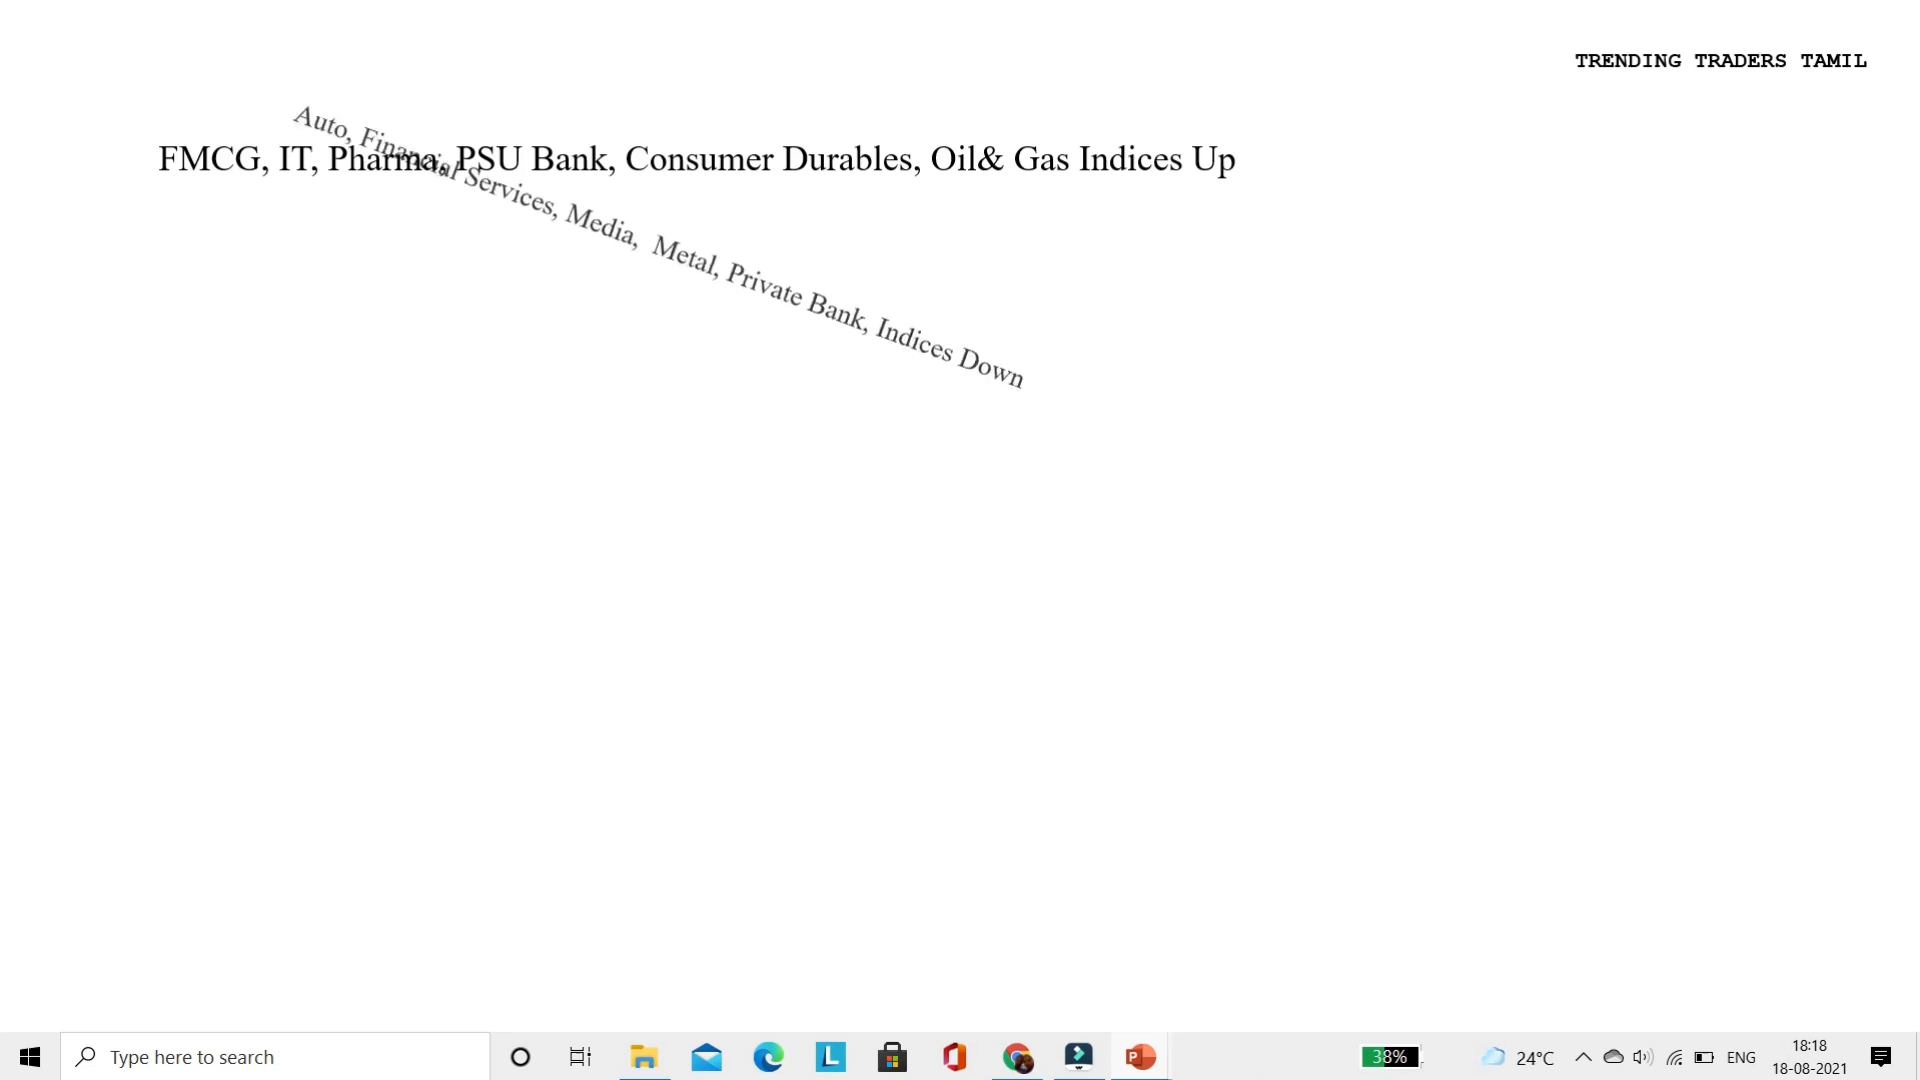 TRENDING TRADERS TAMIL
FMCG, IT, Pharma, PSU Bank, Consumer Durables, Oil& Gas Indices Up
Auto, Financial Services, Media, Metal, Private Bank, Indices Down
Type here to search
38%
24°C
ENG
18:18
18-08-2021